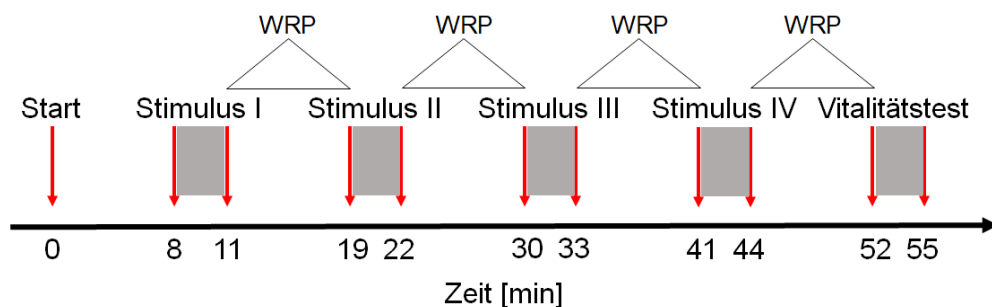 WRP WRP WRP WRP
Start Stimulus I Stimulus II Stimulus III Stimulus IV Vitalitätstest
0 8 11 19 22 30 33 41 44 52 55
Zeit [min]